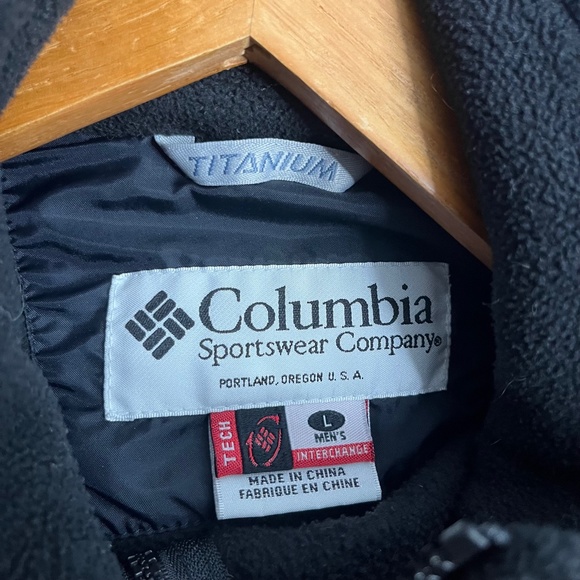 TITANIUM
Columbia
Sportswear Company®
PORTLAND, OREGON U. S. A.
TECH
L
MEN'S
INTERCHANGE
MADE IN CHINA
FABRIQUE EN CHINE